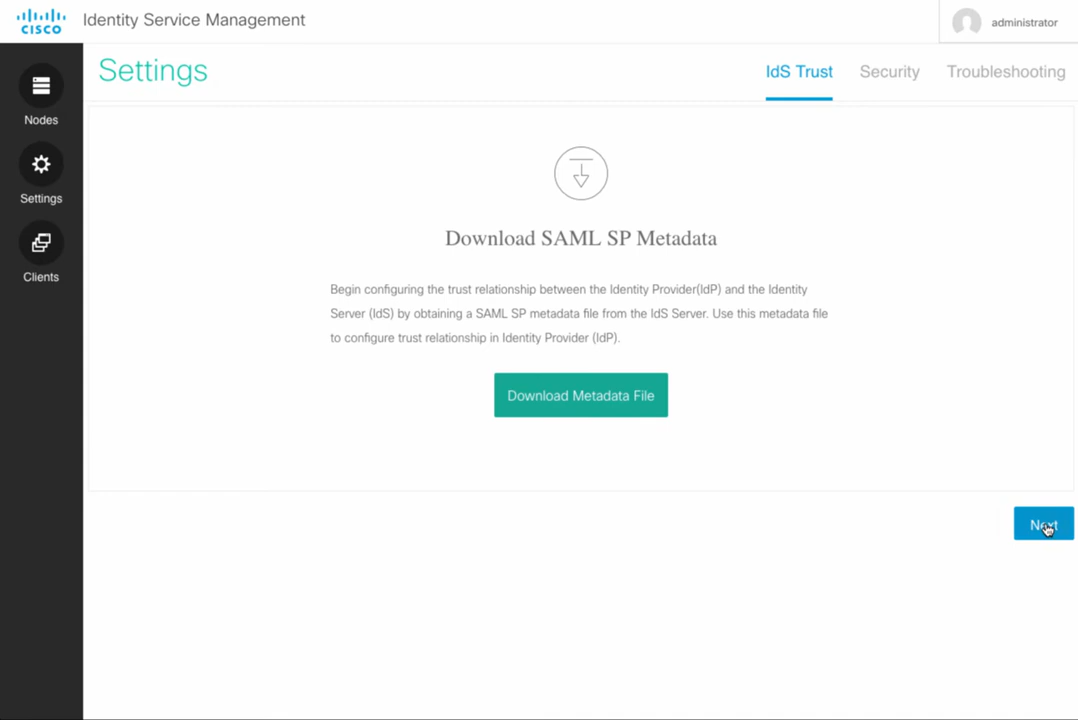 CISCO
Identity Service Management
administrator
Settings
IdS Trust
Security
Troubleshooting
Nodes
Settings
Clients
Download SAML SP Metadata
Begin configuring the trust relationship between the Identity Provider(IdP) and the Identity
Server (IdS) by obtaining a SAML SP metadata file from the IdS Server. Use this metadata file
to configure trust relationship in Identity Provider (IdP).
Download Metadata File
Next